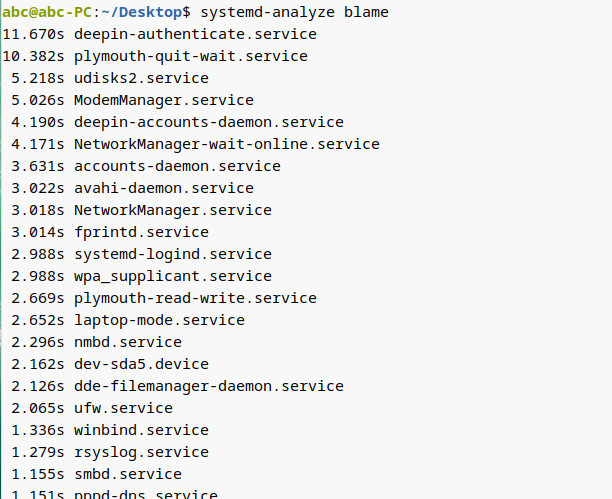 abc@abc-PC:~/Desktop$ systemd-analyze blame
11.670s deepin-authenticate.service
10.382s plymouth-quit-wait.service
5.218s udisks2.service
5.026s ModemManager.service
4.190s deepin-accounts-daemon.service
4.171s NetworkManager-wait-online.service
3.631s accounts-daemon.service
3.022s avahi-daemon.service
3.018s NetworkManager.service
3.014s fprintd.service
2.988s systemd-logind.service
2.988s wpa_supplicant.service
2.669s plymouth-read-write.service
2.652s laptop-mode.service
2.296s nmbd.service
2.162s dev-sda5.device
2.126s dde-filemanager-daemon.service
2.065s ufw.service
1.336s winbind.service
1.279s rsyslog.service
1.155s smbd.service
1.151s pppd-dns.service